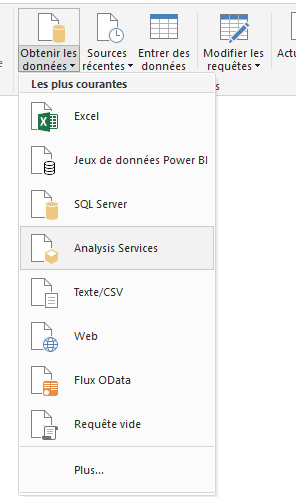 Obtenir les
données
Sources
récentes
Entrer des
données
Modifier les
requêtes
Actu
Les plus courantes
Excel
Jeux de données Power BI
SQL Server
Analysis Services
Texte/CSV
Web
Flux OData
Requête vide
Plus...